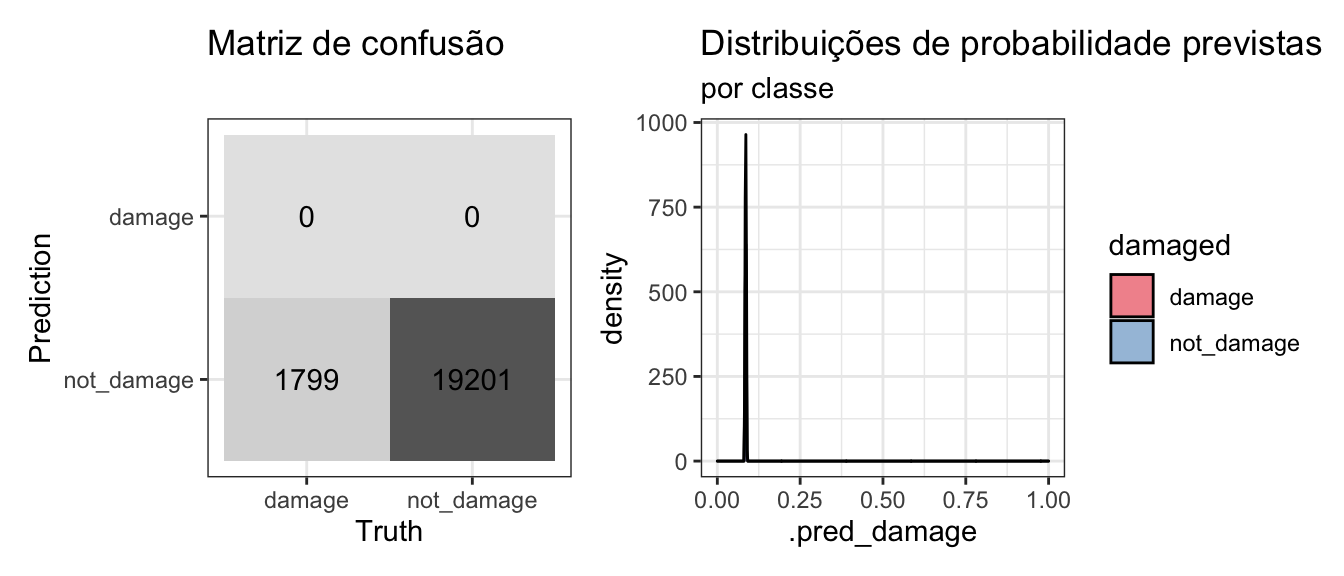 Matriz de confusão
Prediction
damage
not_damage
0
0
1799
19201
damage
not_damage
Truth
Distribuições de probabilidade previstas
por classe
density
1000
750
500
250
0
0.00
0.25
0.50
0.75
1.00
.pred_damage
damaged
damage
not_damage